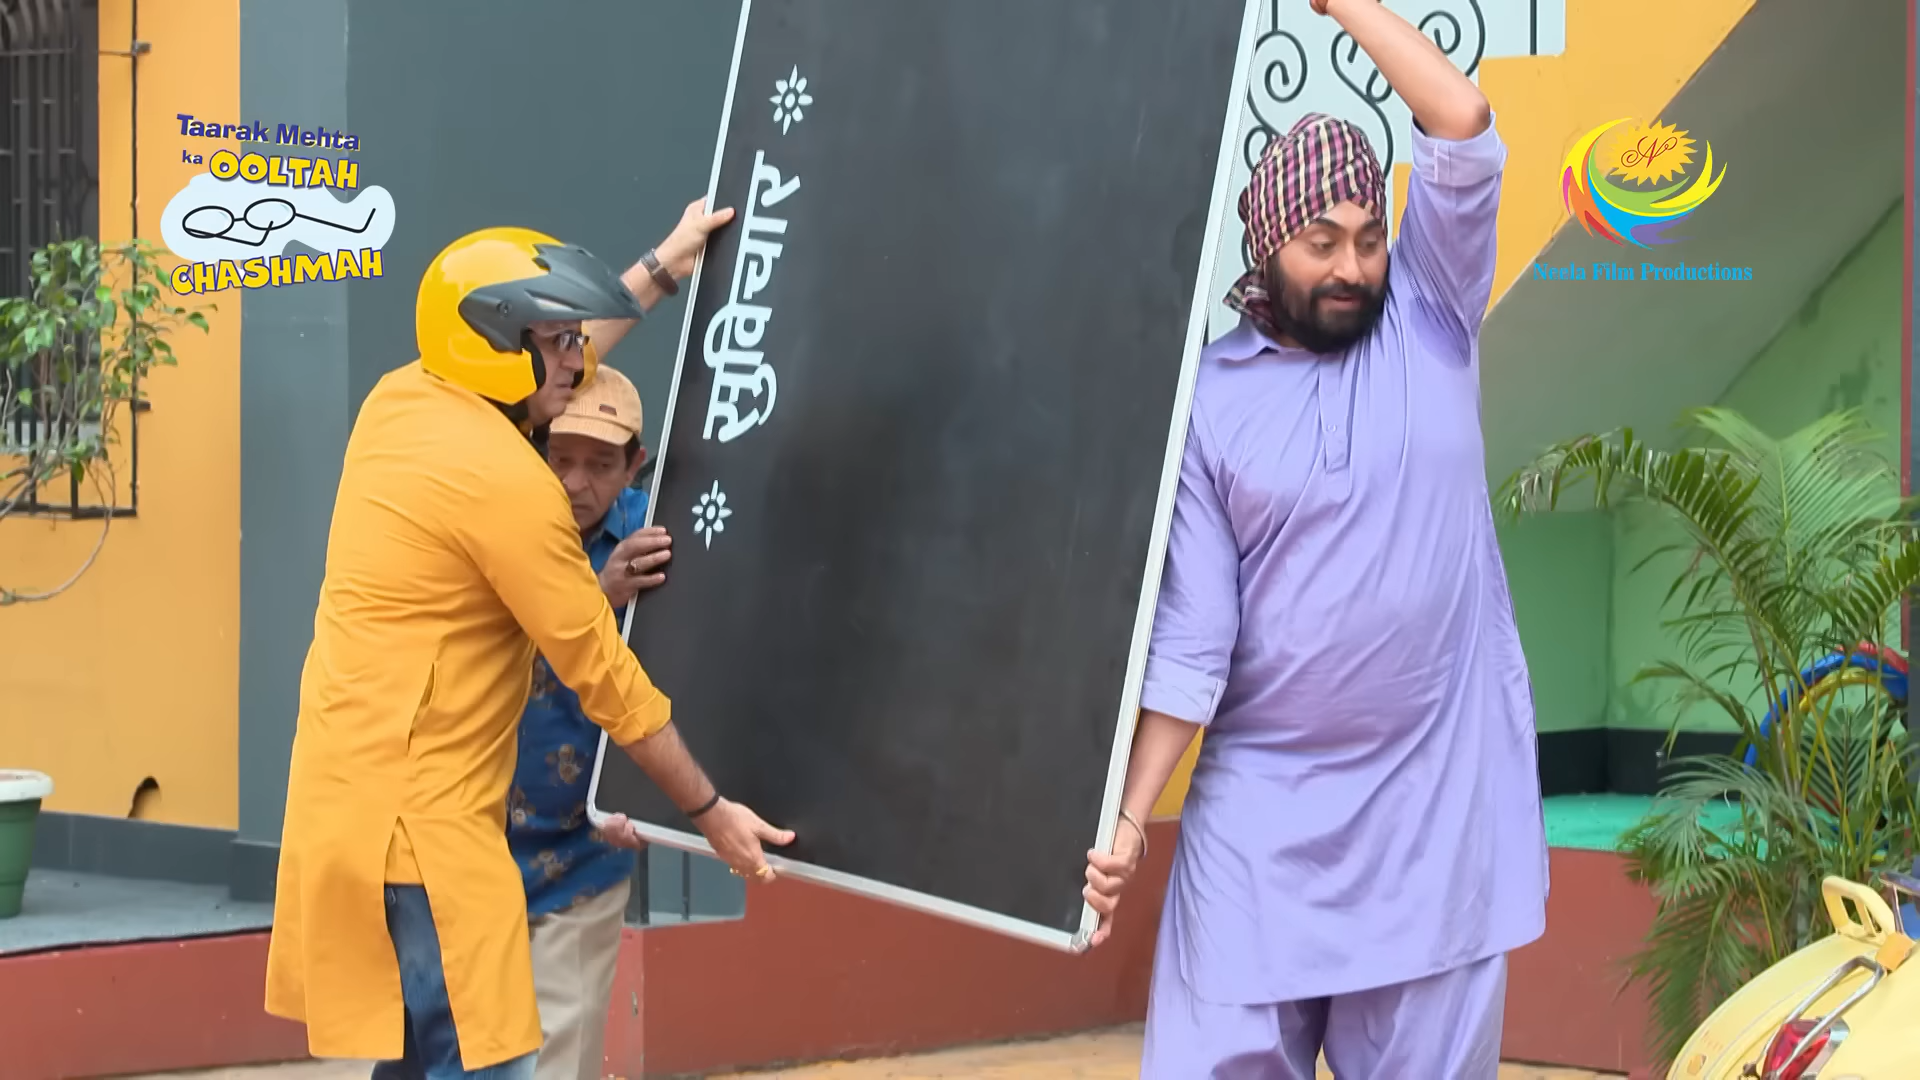 Taarak Mehta
ka OOLTAH
CHASHMAH
सुविचार
N
Neela Film Productions